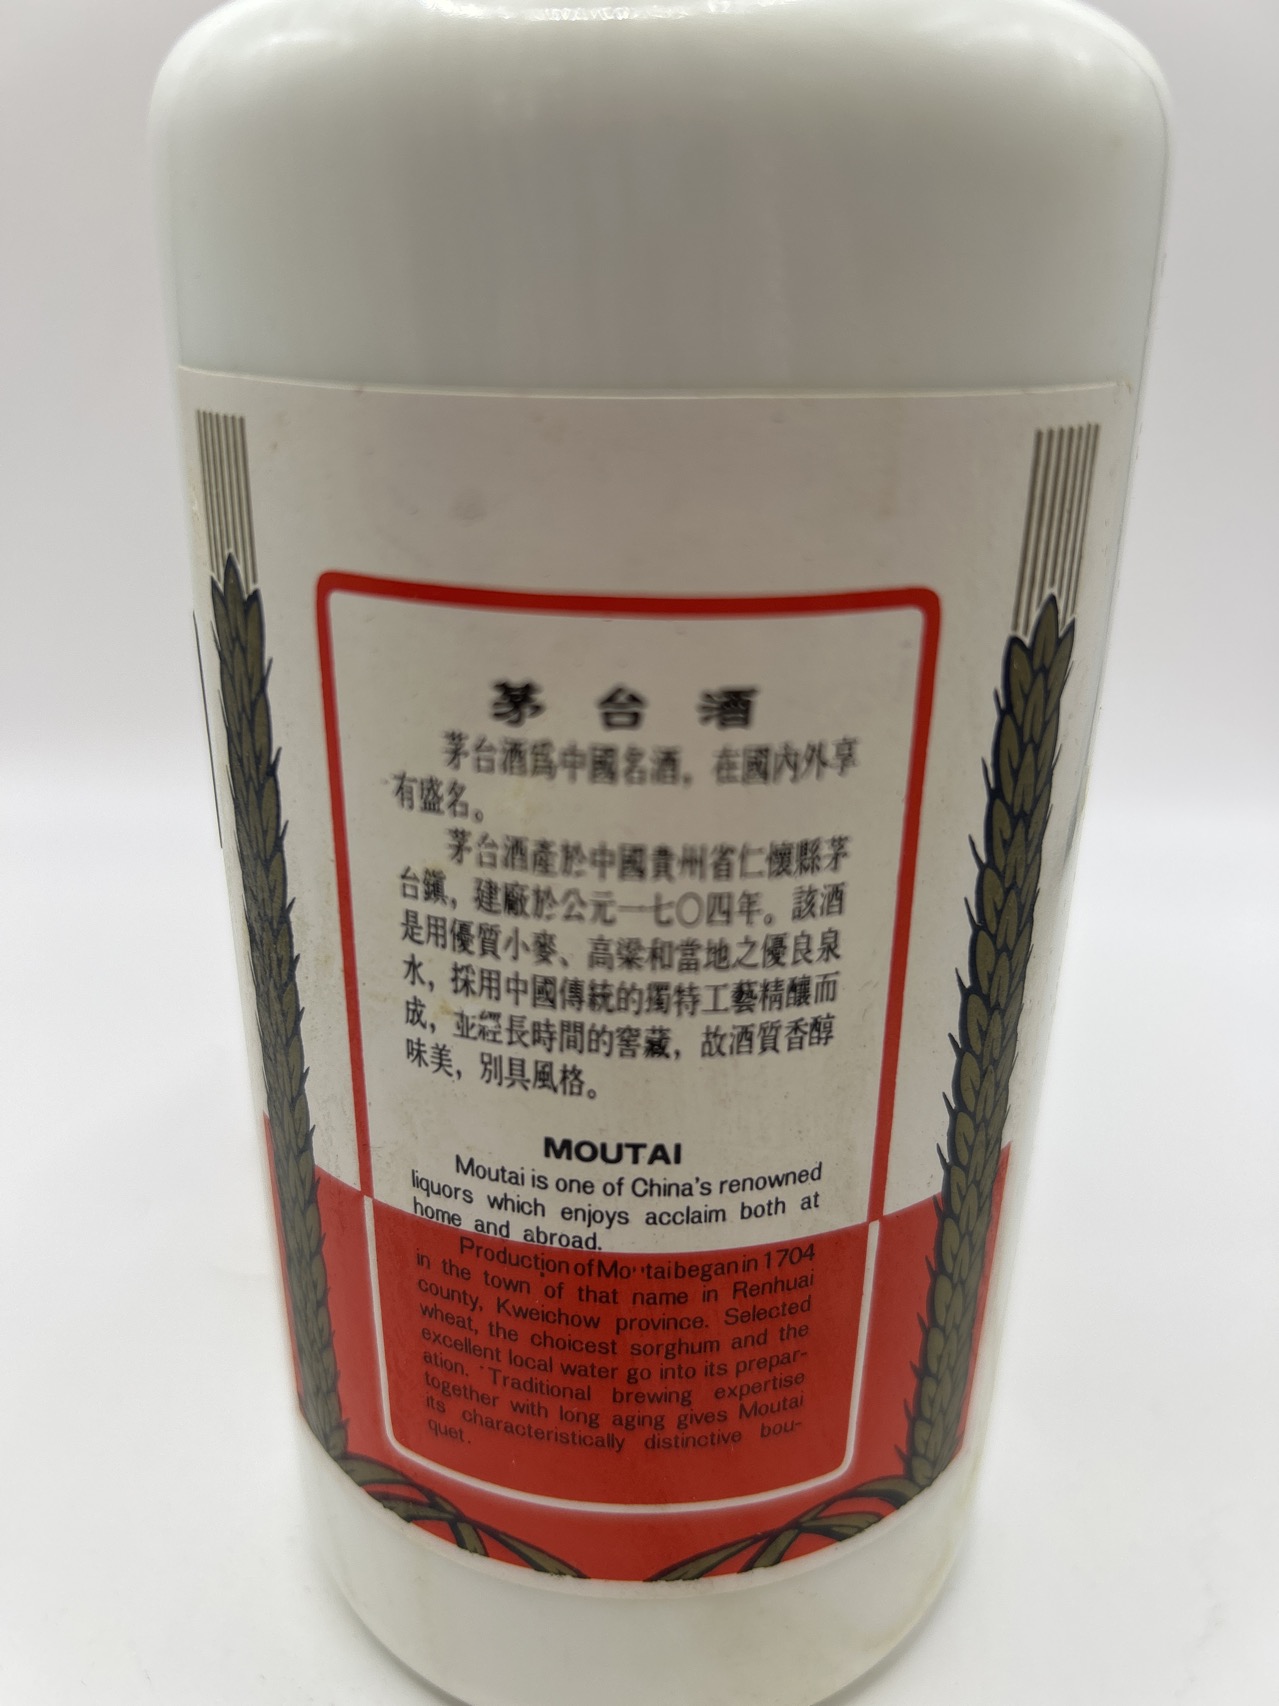 茅台酒
茅台酒爲中國名酒，在國內外享
有盛名。
茅台酒產於中國貴州省仁懷縣茅
台鎮，建廠於公元一七〇四年。該酒
是用優質小麥、高梁和當地之優良泉
水，採用中國傳統的獨特工藝精釀而
成，並經長時間的窖藏，故酒質香醇
味美，別具風格。
MOUTAI
Moutai is one of China's renowned
liquors which enjoys acclaim both at
home and abroad.
Production of Moutai began in 1704
in the town of that name in Renhuai
county, Kweichow province. Selected
wheat, the choicest sorghum and the
excellent local water go into its prepar-
ation. Traditional brewing expertise
together with long aging gives Moutai
its characteristically distinctive bou-
quet.